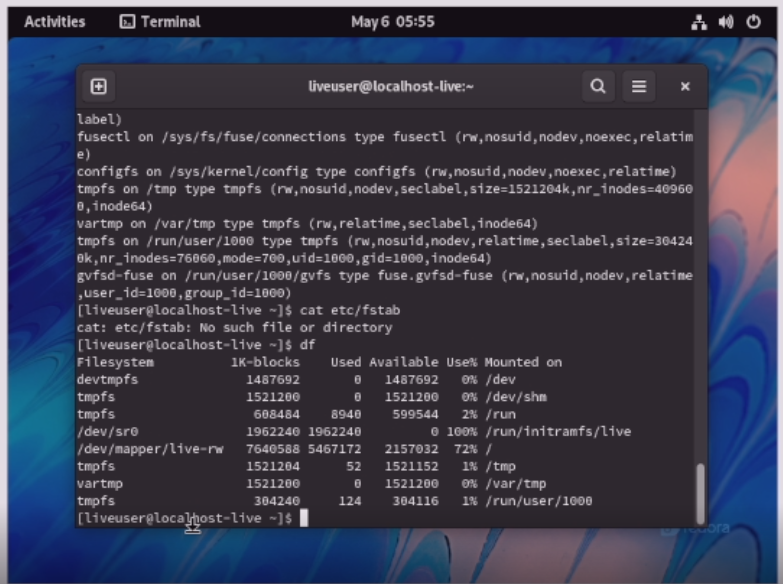 Activities Terminal May 6 05:55
liveuser@localhost-live:~
label)
fusectl on /sys/fs/fuse/connections type fusectl (rw,nosuid,nodev,noexec,relatim
e)
configfs on /sys/kernel/config type configfs (rw,nosuid,nodev,noexec,relatime)
tmpfs on /tmp type tmpfs (rw,nosuid,nodev,seclabel,size=1521204k,nr_inodes=40960
0,inode64)
vartmp on /var/tmp type tmpfs (rw,relatime,seclabel,inode64)
tmpfs on /run/user/1000 type tmpfs (rw,nosuid,nodev,relatime,seclabel,size=30424
0k,nr_inodes=76060,mode=700,uid=1000,gid=1000,inode64)
gvfsd-fuse on /run/user/1000/gvfs type fuse.gvfsd-fuse (rw,nosuid,nodev,relatime
,user_id=1000,group_id=1000)
[liveuser@localhost-live ~]$ cat etc/fstab
cat: etc/fstab: No such file or directory
[liveuser@localhost-live ~]$ df
Filesystem 1K-blocks Used Available Use% Mounted on
devtmpfs 1487692 0 1487692 0% /dev
tmpfs 1521200 0 1521200 0% /dev/shm
tmpfs 608484 8940 599544 2% /run
/dev/sr0 1962240 1962240 0 100% /run/initramfs/live
/dev/mapper/live-rw 7640588 5467172 2157032 72% /
tmpfs 1521204 52 1521152 1% /tmp
vartmp 1521200 0 1521200 0% /var/tmp
tmpfs 304240 124 304116 1% /run/user/1000
[liveuser@localhost-live ~]$